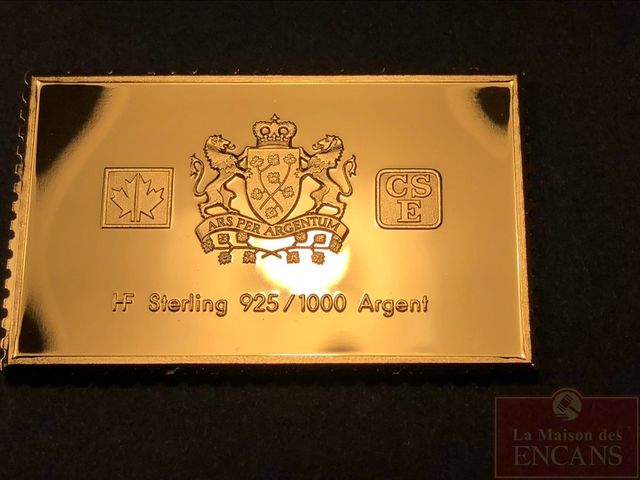 CS
E
ARS PER ARGENTUM
HF Sterling 925/1000 Argent
La Maison des
ENCANS